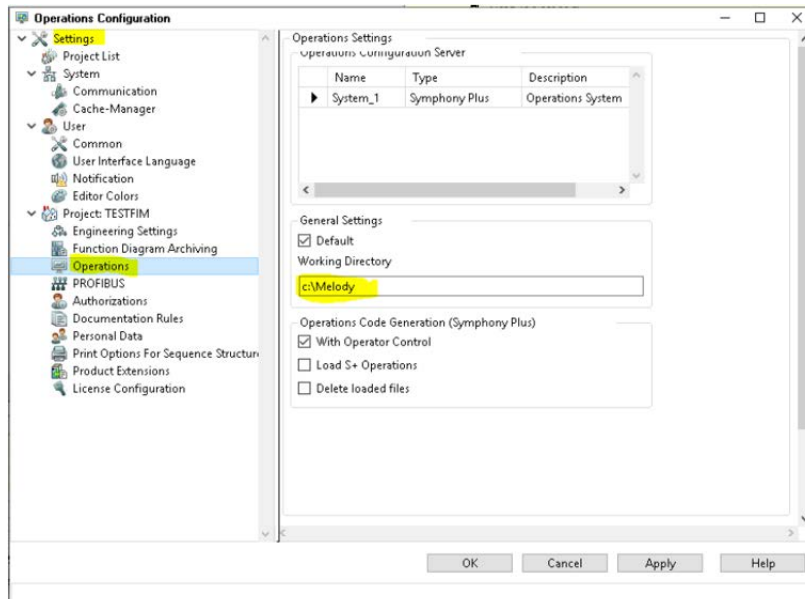 Operations Configuration
Settings
Project List
System
Communication
Cache-Manager
User
Common
User Interface Language
Notification
Editor Colors
Project: TESTFIM
Engineering Settings
Function Diagram Archiving
Operations
PROFIBUS
Authorizations
Documentation Rules
Personal Data
Print Options For Sequence Structur
Product Extensions
License Configuration
Operations Settings
Operations Configuration Server
Name Type Description
System_1 Symphony Plus Operations System
General Settings
Default
Working Directory
c:\Melody
Operations Code Generation (Symphony Plus)
With Operator Control
Load S+ Operations
Delete loaded files
OK Cancel Apply Help